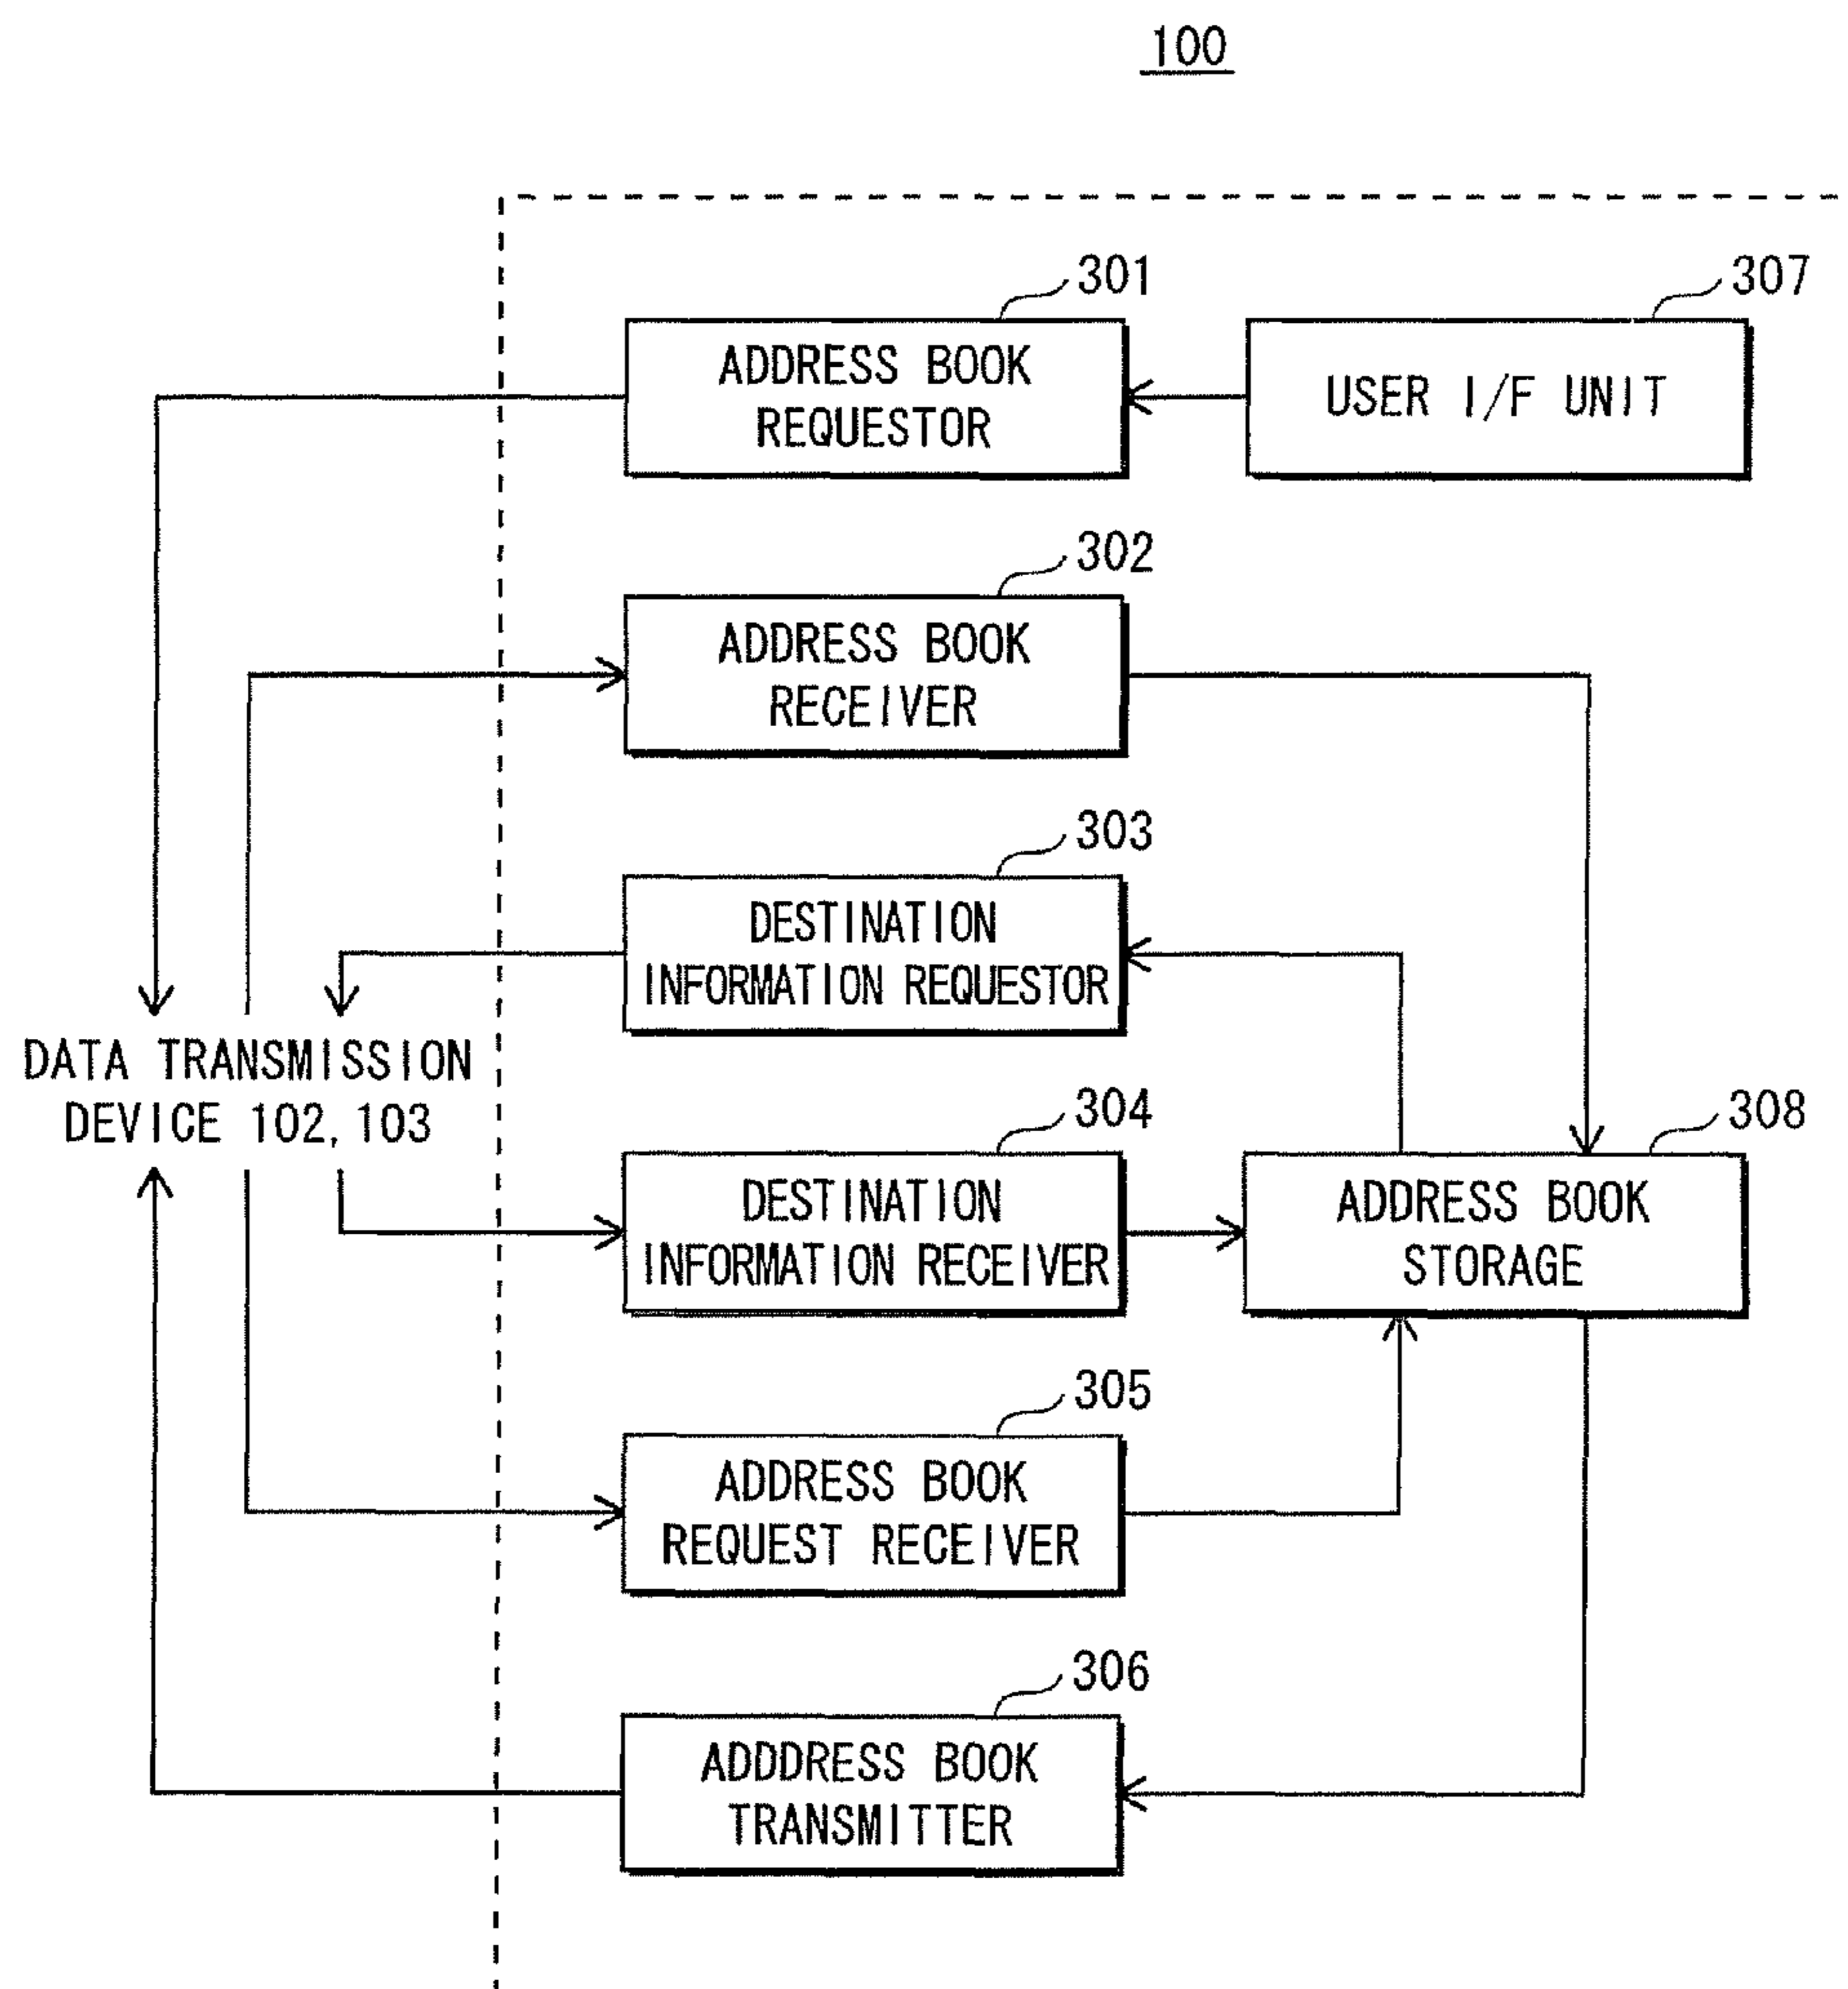 100
301
307
ADDRESS BOOK
REQUESTOR
USER I/F UNIT
302
ADDRESS BOOK
RECEIVER
303
DESTINATION
INFORMATION REQUESTOR
DATA TRANSMISSION
DEVICE 102, 103
304
308
DESTINATION
INFORMATION RECEIVER
ADDRESS BOOK
STORAGE
305
ADDRESS BOOK
REQUEST RECEIVER
306
ADDDRESS BOOK
TRANSMITTER